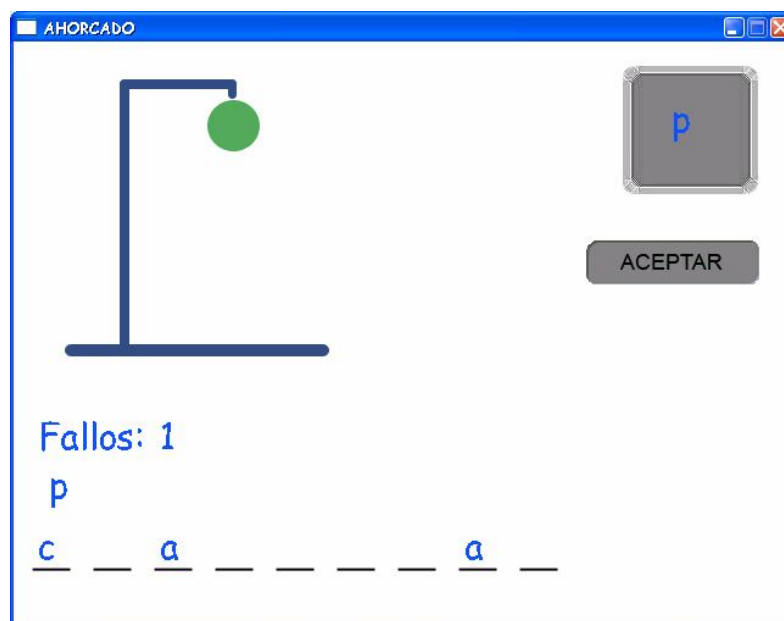 AHORCADO
p
ACEPTAR
Fallos: 1
p
c _ a _ _ _ _ a _